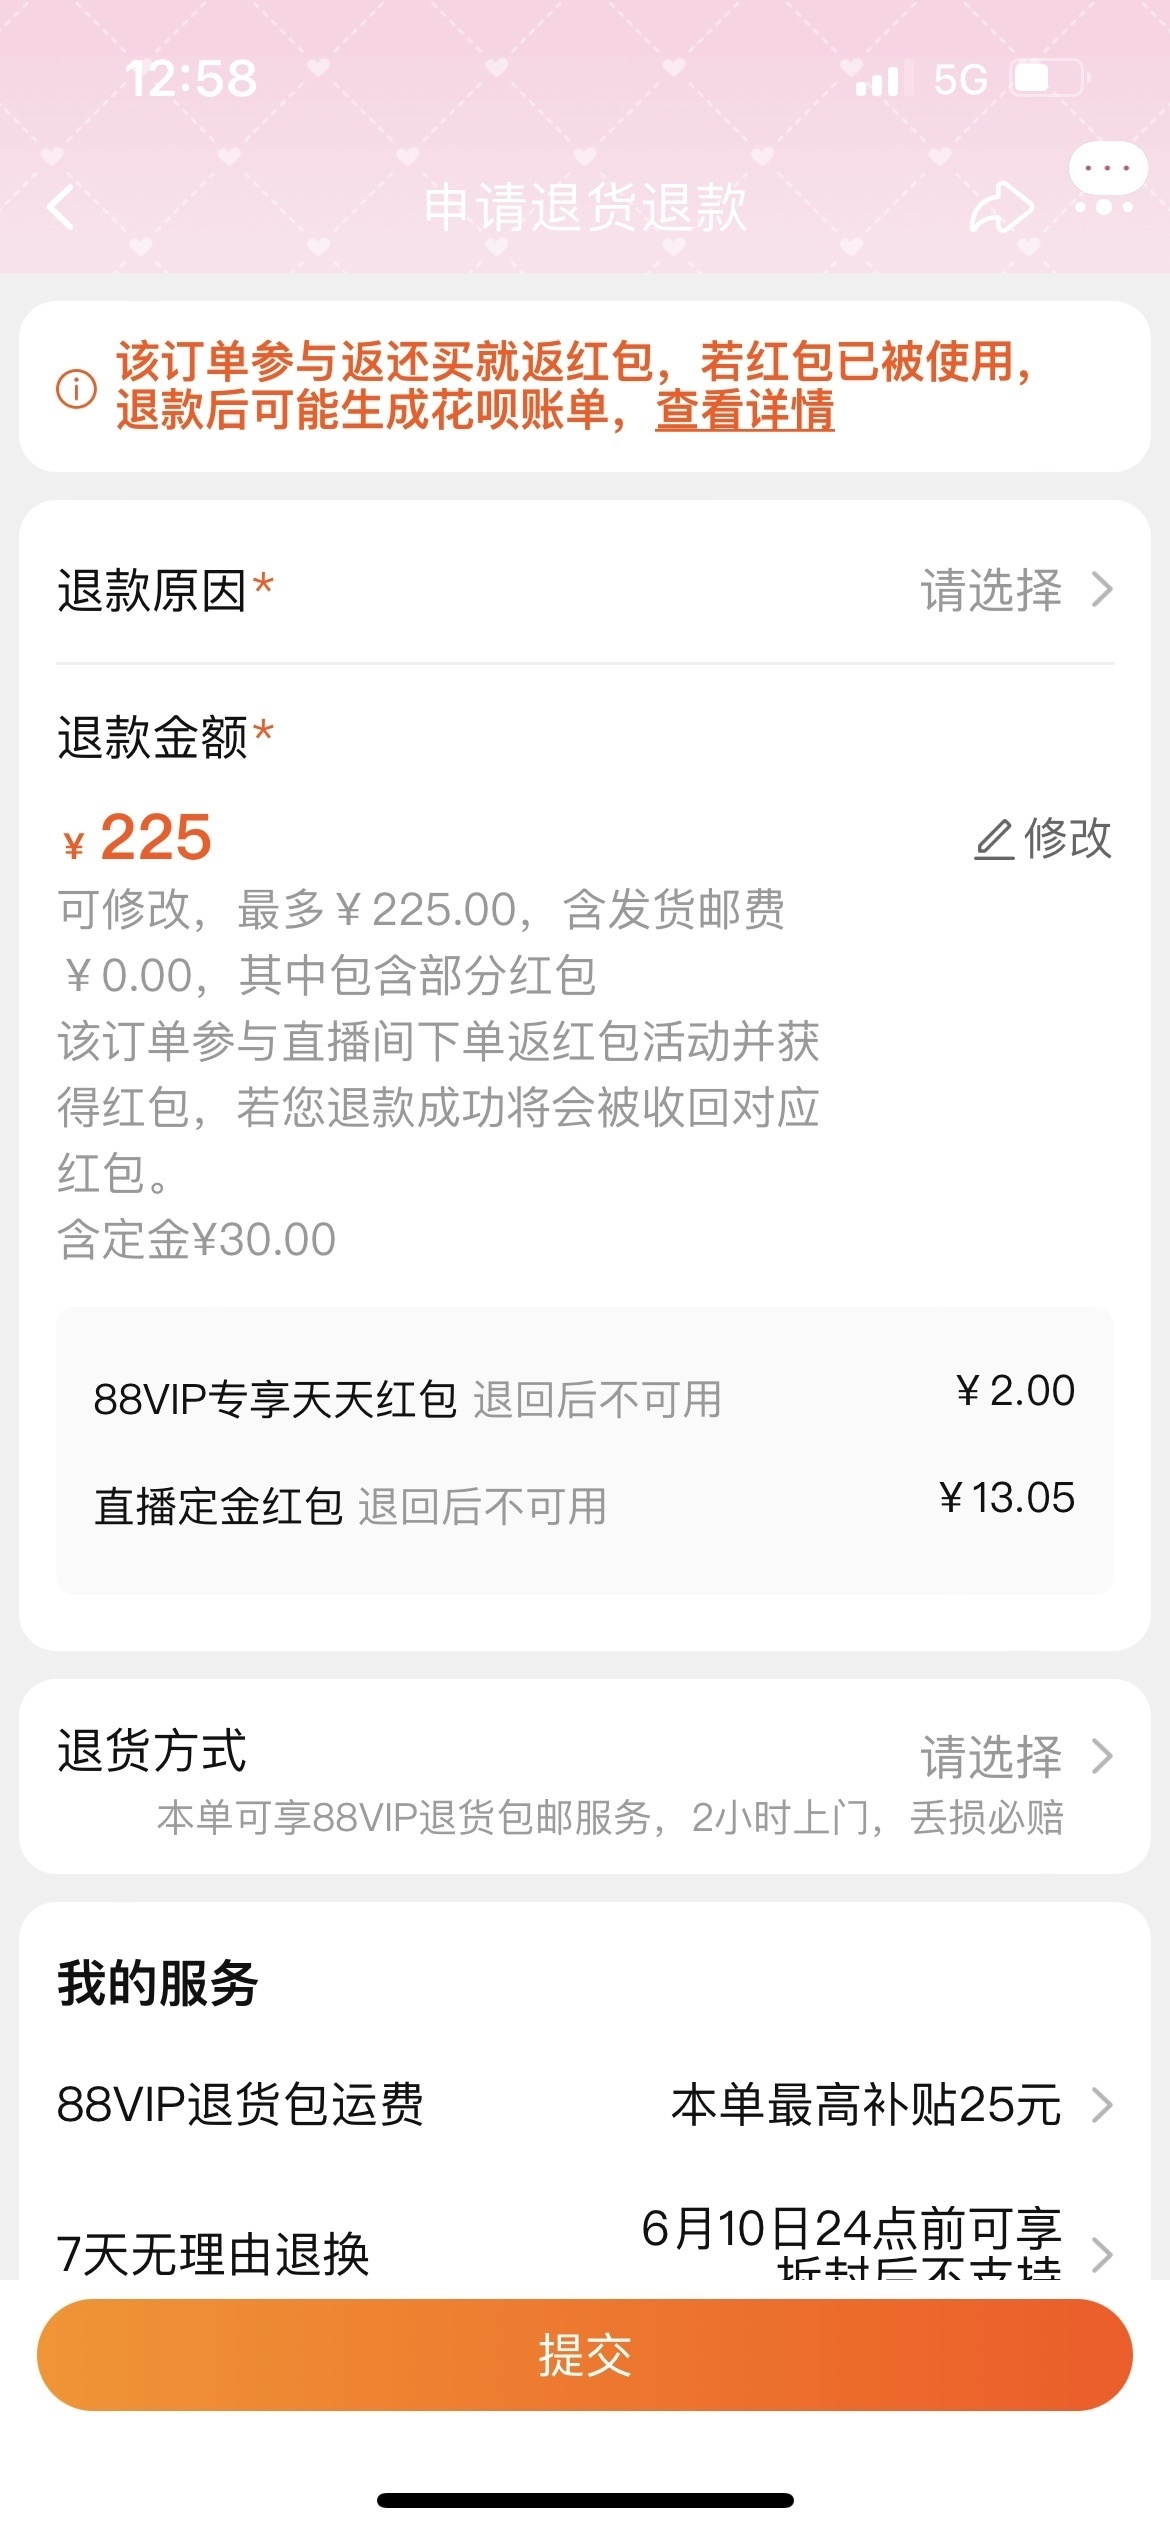 12:58
5G
申请退货退款
该订单参与返还买就返红包，若红包已被使用，
退款后可能生成花呗账单，查看详情
退款原因*
请选择
退款金额*
¥ 225
修改
可修改，最多¥225.00，含发货邮费
¥0.00，其中包含部分红包
该订单参与直播间下单返红包活动并获
得红包，若您退款成功将会被收回对应
红包。
含定金¥30.00
88VIP专享天天红包 退回后不可用
¥2.00
直播定金红包 退回后不可用
¥13.05
退货方式
请选择
本单可享88VIP退货包邮服务，2小时上门，丢损必赔
我的服务
88VIP退货包运费
本单最高补贴25元
7天无理由退换
6月10日24点前可享
拆封后不支持
提交